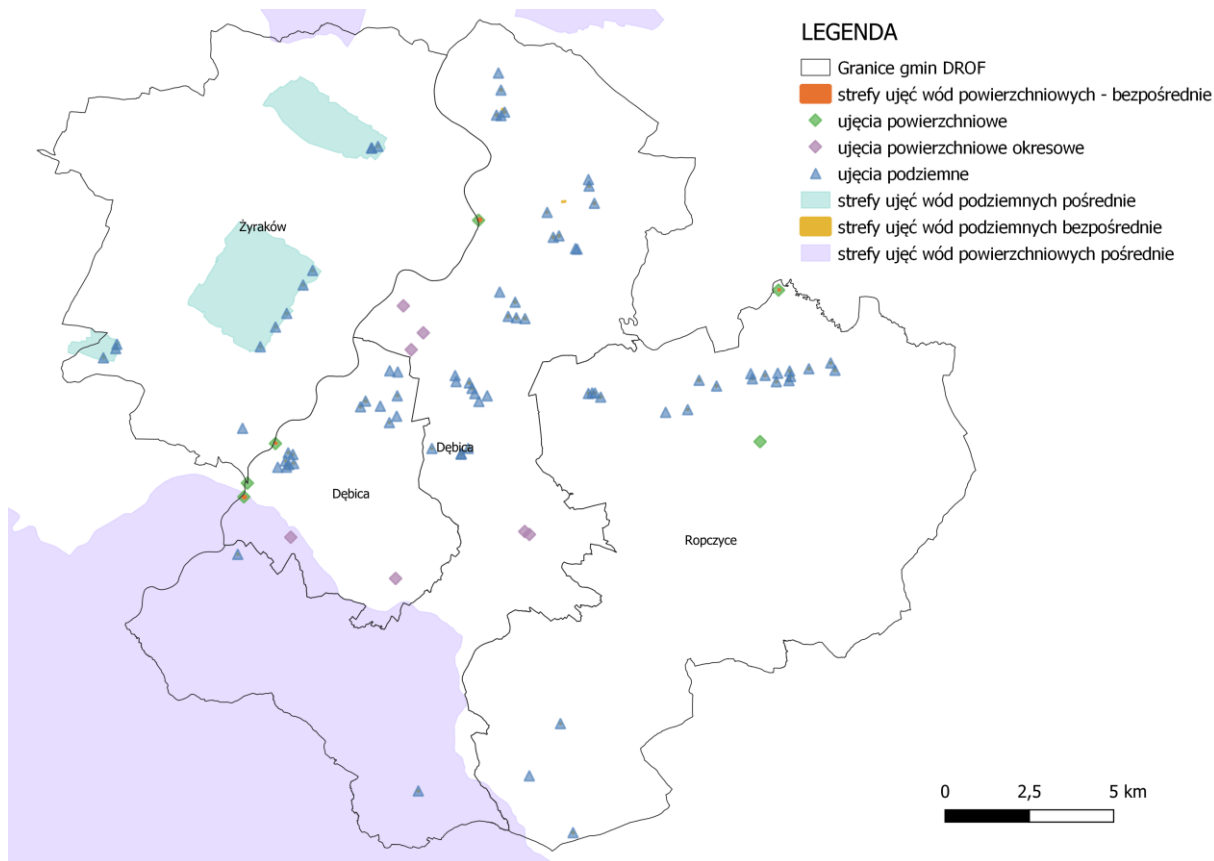 LEGENDA
Granice gmin DROF
strefy ujęć wód powierzchniowych - bezpośrednie
ujęcia powierzchniowe
ujęcia powierzchniowe okresowe
ujęcia podziemne
strefy ujęć wód podziemnych pośrednie
strefy ujęć wód podziemnych bezpośrednie
strefy ujęć wód powierzchniowych pośrednie
Żyraków
Dębica
Dębica
Ropczyce
0 2,5 5 km